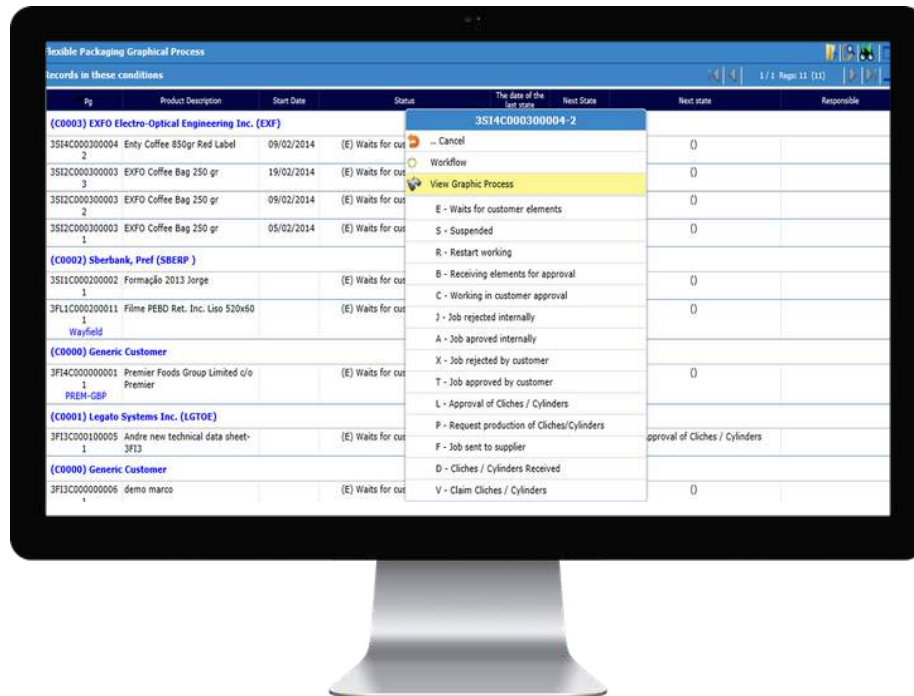 lexible Packaging Graphical Process
Records in these conditions
1/1 Regs: 11 (11)
Pg Product Description Start Date Status The date of the last state Next State Next state Responsible
(C0003) EXFO Electro-Optical Engineering Inc. (EXF)
3SI4C000300004 Enty Coffee 850gr Red Label 09/02/2014 (E) Waits for cus ()
2
3SI2C000300003 EXFO Coffee Bag 250 gr 19/02/2014 (E) Waits for cus ()
3
3SI2C000300003 EXFO Coffee Bag 250 gr 09/02/2014 (E) Waits for cus ()
2
3SI2C000300003 EXFO Coffee Bag 250 gr 05/02/2014 (E) Waits for cus ()
1
(C0002) Sberbank, Pref (SBERP )
3SI1C000200002 Formação 2013 Jorge (E) Waits for cus ()
1
3FL1C000200011 Filme PEBD Ret. Inc. Liso 520x60 (E) Waits for cus ()
1
Wayfield
(C0000) Generic Customer
3FI4C000000001 Premier Foods Group Limited c/o (E) Waits for cus ()
1 Premier
PREM-GBP
(C0001) Legato Systems Inc. (LGTOE)
3FI3C000100005 Andre new technical data sheet- (E) Waits for cus pproval of Cliches / Cylinders
1 3FI3
(C0000) Generic Customer
3FI3C000000006 demo marco (E) Waits for cus ()
3SI4C000300004-2
.. Cancel
Workflow
View Graphic Process
E - Waits for customer elements
S - Suspended
R - Restart working
B - Receiving elements for approval
C - Working in customer approval
J - Job rejected internally
A - Job aproved internally
X - Job rejected by customer
T - Job approved by customer
L - Approval of Cliches / Cylinders
P - Request production of Cliches/Cylinders
F - Job sent to supplier
D - Cliches / Cylinders Received
V - Claim Cliches / Cylinders